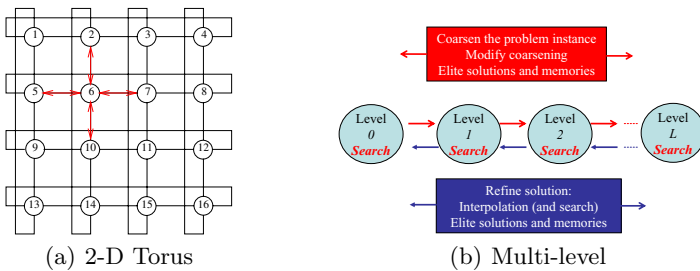 1 2 3 4
5 6 7 8
9 10 11 12
13 14 15 16
(a) 2-D Torus
Coarsen the problem instance
Modify coarsening
Elite solutions and memories
Level Level Level Level
0 1 2 L
Search Search Search Search
Refine solution:
Interpolation (and search)
Elite solutions and memories
(b) Multi-level